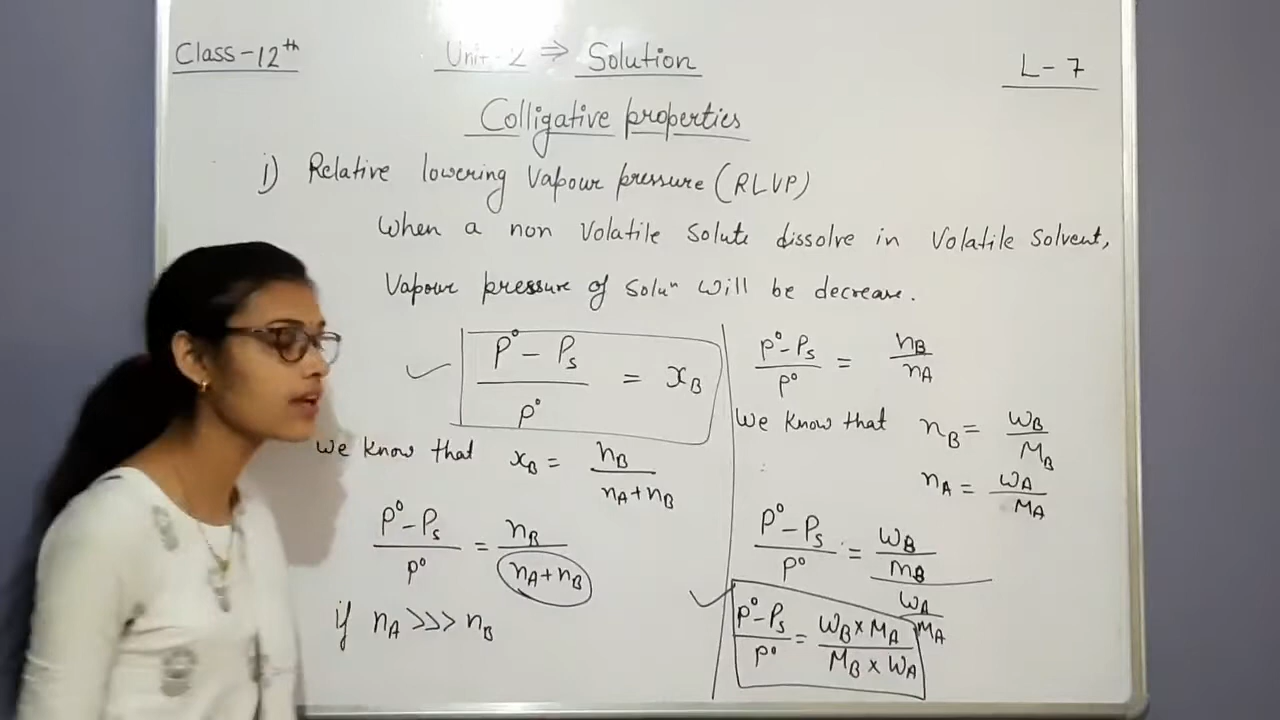 Class-12th
Unit-2 ⇒ Solution
L-7
Colligative properties
i) Relative lowering Vapour pressure (RLVP)
When a non Volatile Solute dissolve in Volatile Solvent,
Vapour pressure of Soluⁿ will be decrease.
✓ (P° - Ps) / P° = xB
We know that xB = nB / (nA+nB)
(P°-Ps) / P° = nB / (nA+nB)
if nA >>> nB
(P°-Ps) / P° = nB / nA
We know that nB = WB / MB
nA = WA / MA
(P°-Ps) / P° = (WB / MB) / (WA / MA)
✓ (P°-Ps) / P° = (WB × MA) / (MB × WA)